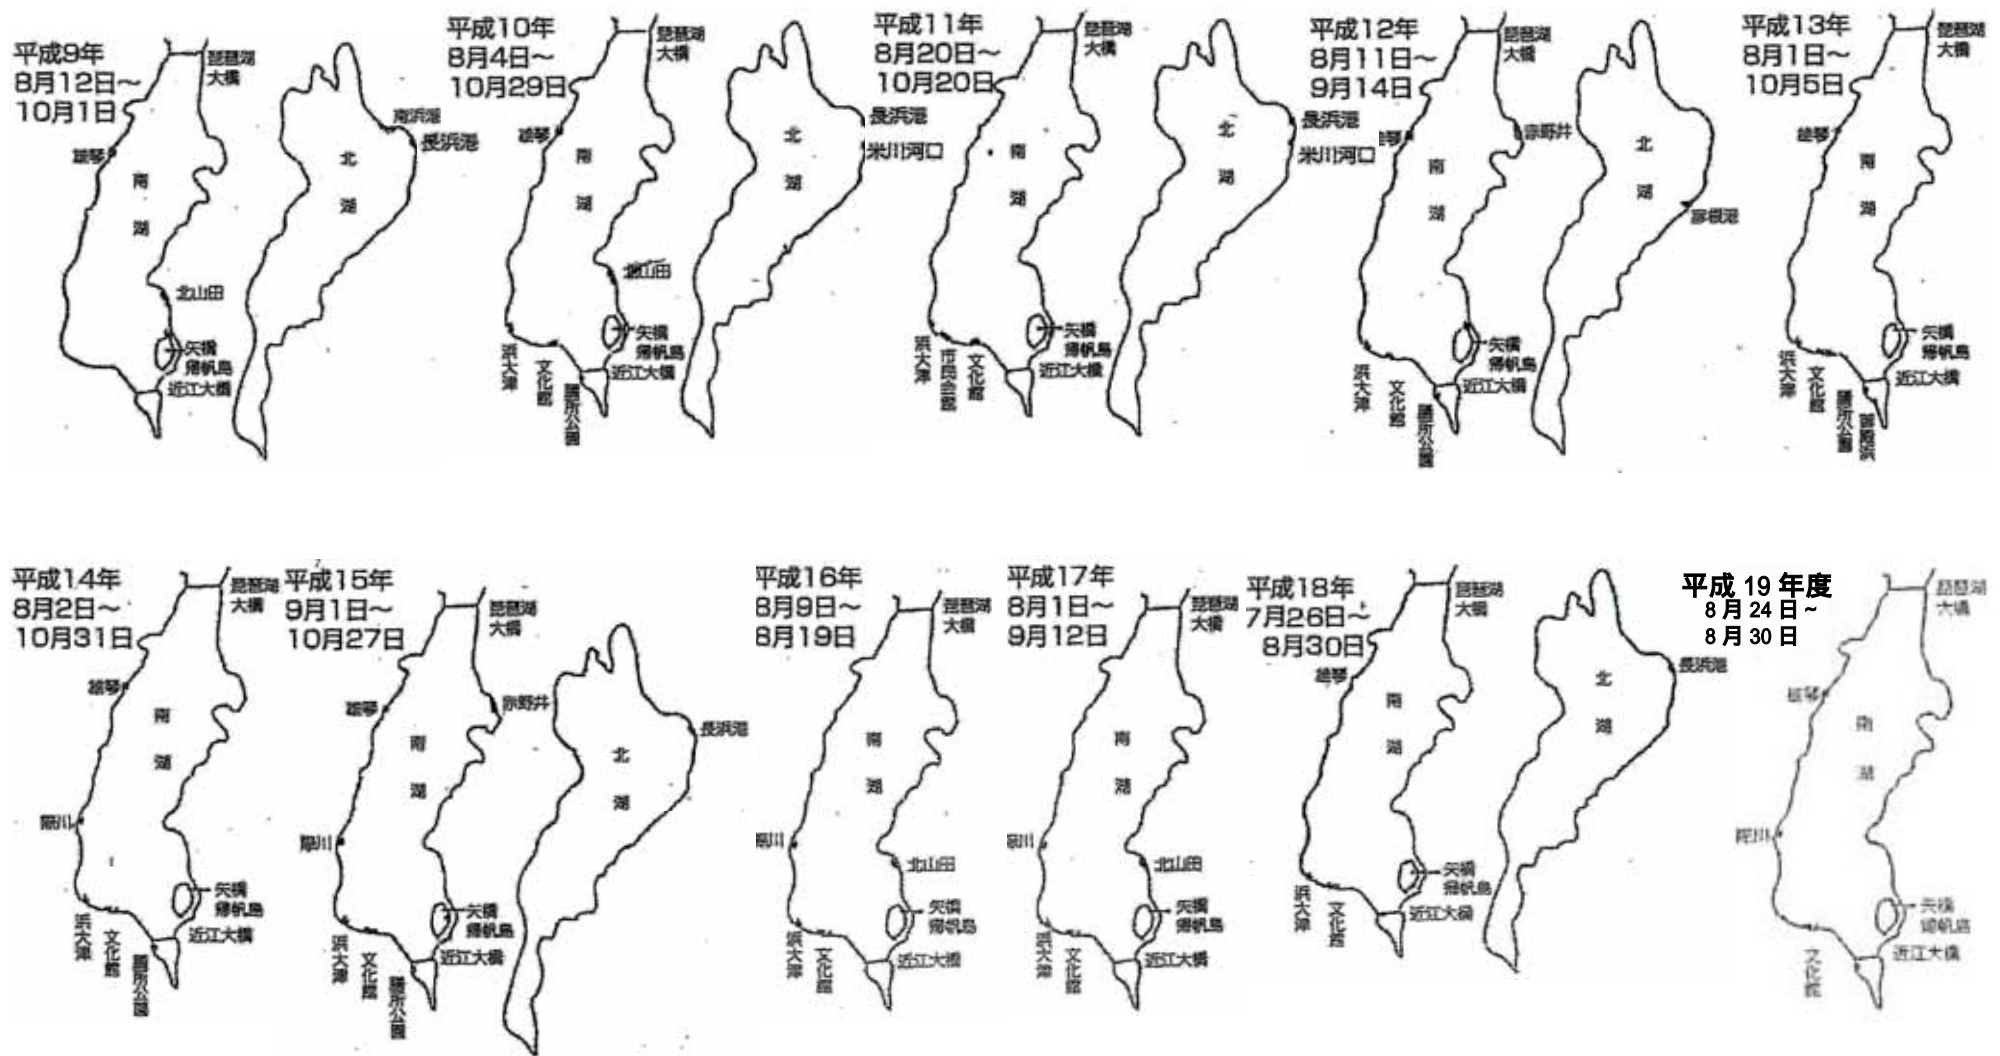 平成9年
8月12日～
10月1日
琵琶湖
大橋
雄琴
南
湖
北山田
矢橋
帰帆島
近江大橋
南浜港
長浜港
北
湖
平成10年
8月4日～
10月29日
琵琶湖
大橋
雄琴
南
湖
北山田
矢橋
帰帆島
近江大橋
浜大津
文化館
膳所公園
北
湖
長浜港
米川河口
平成11年
8月20日～
10月20日
琵琶湖
大橋
南
湖
矢橋
帰帆島
近江大橋
浜大津
市民会館
文化館
北
湖
長浜港
米川河口
平成12年
8月11日～
9月14日
琵琶湖
大橋
雄琴
赤野井
南
湖
矢橋
帰帆島
近江大橋
浜大津
文化館
膳所公園
北
湖
彦根港
平成13年
8月1日～
10月5日
琵琶湖
大橋
雄琴
南
湖
矢橋
帰帆島
近江大橋
浜大津
文化館
膳所公園
御殿浜
平成14年
8月2日～
10月31日
琵琶湖
大橋
雄琴
南
湖
際川
矢橋
帰帆島
近江大橋
浜大津
文化館
膳所公園
平成15年
9月1日～
10月27日
琵琶湖
大橋
雄琴
赤野井
南
湖
際川
矢橋
帰帆島
近江大橋
浜大津
文化館
膳所公園
北
湖
長浜港
平成16年
8月9日～
8月19日
琵琶湖
大橋
南
湖
際川
北山田
矢橋
帰帆島
近江大橋
浜大津
文化館
平成17年
8月1日～
9月12日
琵琶湖
大橋
南
湖
際川
北山田
矢橋
帰帆島
近江大橋
浜大津
文化館
平成18年
7月26日～
8月30日
琵琶湖
大橋
雄琴
南
湖
矢橋
帰帆島
近江大橋
浜大津
文化館
北
湖
長浜港
平成 19 年度
8 月 24 日～
8 月 30 日
琵琶湖
大橋
雄琴
南
湖
際川
矢橋
帰帆島
近江大橋
文化館